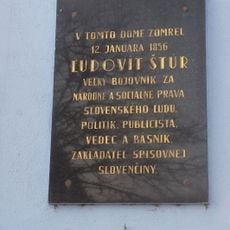 V TOMTO DOME ZOMREL
12. JANUÁRA 1856
ĽUDOVÍT ŠTÚR
VEĽKÝ BOJOVNÍK ZA
NÁRODNÉ A SOCIÁLNE PRÁVA
SLOVENSKÉHO ĽUDU,
POLITIK, PUBLICISTA,
VEDEC A BÁSNIK,
ZAKLADATEĽ SPISOVNEJ
SLOVENČINY.